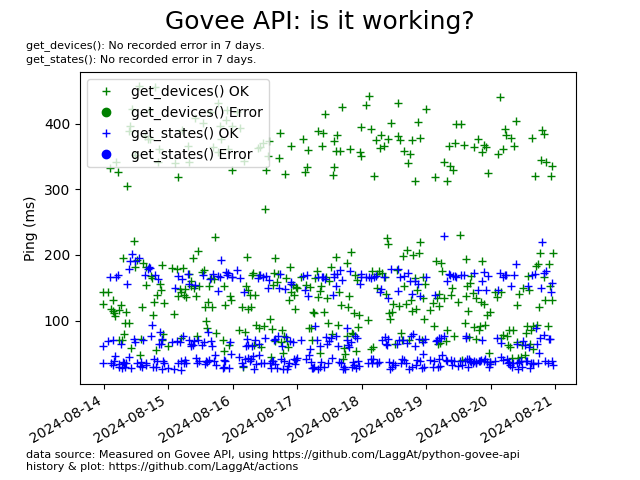 Govee API: is it working?
get_devices(): No recorded error in 7 days.
get_states(): No recorded error in 7 days.
get_devices() OK
get_devices() Error
get_states() OK
get_states() Error
400
300
200
100
Ping (ms)
2024-08-14
2024-08-15
2024-08-16
2024-08-17
2024-08-18
2024-08-19
2024-08-20
2024-08-21
data source: Measured on Govee API, using https://github.com/LaggAt/python-govee-api
history & plot: https://github.com/LaggAt/actions